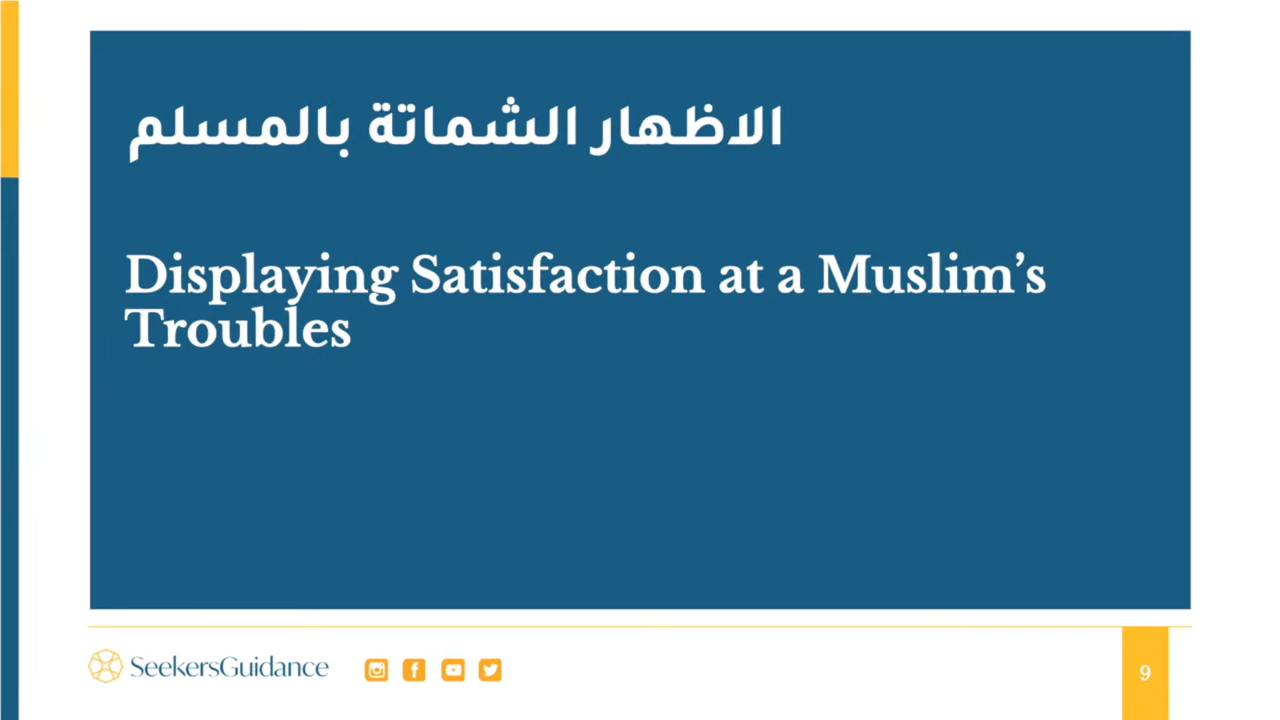 الاظهار الشماتة بالمسلم
Displaying Satisfaction at a Muslim’s
Troubles
SeekersGuidance
9